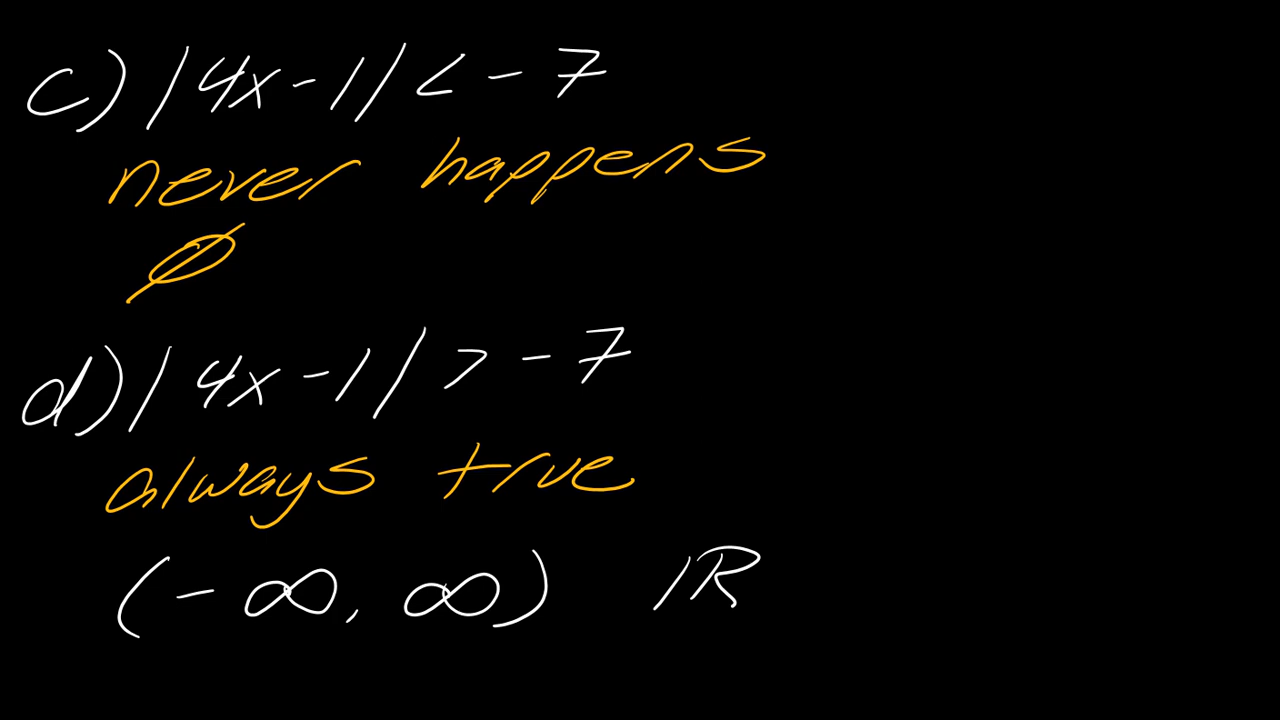 c) |4x-1| < -7
never happens
∅
d) |4x-1| > -7
always true
(-∞, ∞) ℝ